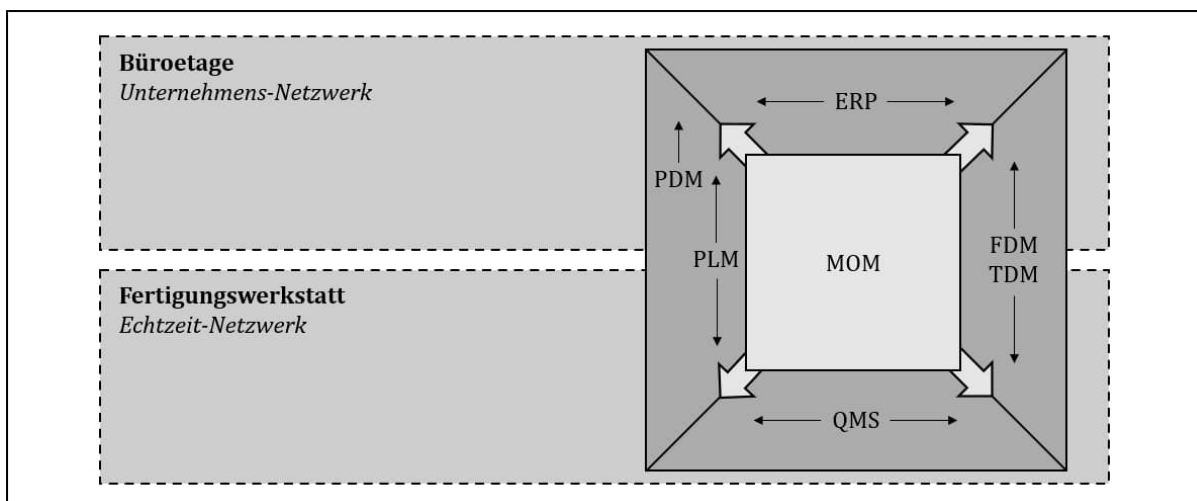 Büroetage
Unternehmens-Netzwerk
ERP
PDM
PLM
MOM
FDM
TDM
Fertigungswerkstatt
Echtzeit-Netzwerk
QMS